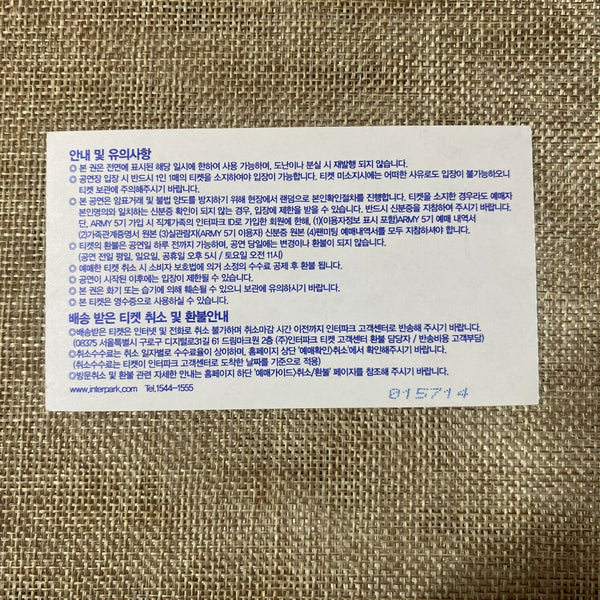 안내 및 유의사항
◎ 본 권은 전면에 표시된 해당 일시에 한하여 사용 가능하며, 도난이나 분실 시 재발행 되지 않습니다.
◎ 공연장 입장 시 반드시 1인 1매의 티켓을 소지하여야 입장이 가능합니다. 티켓 미소지시에는 어떠한 사유로도 입장이 불가능하오니
티켓 보관에 주의해주시기 바랍니다.
◎ 본 공연은 암표거래 및 불법 양도를 방지하기 위해 현장에서 랜덤으로 본인확인절차를 진행합니다. 티켓을 소지한 경우라도 예매자
본인명의와 일치하는 신분증 확인이 되지 않는 경우, 입장에 제한을 받을 수 있습니다. 반드시 신분증을 지참하여 주시기 바랍니다.
단, ARMY 5기 가입 시 직계가족의 인터파크 ID로 가입한 회원에 한해, (1)(이용자정보 표시 포함)ARMY 5기 예매 내역서
(2)가족관계증명서 원본 (3)실관람자(ARMY 5기 이용자) 신분증 원본 (4)팬미팅 예매내역서를 모두 지참하셔야 합니다.
◎ 티켓의 환불은 공연일 하루 전까지 가능하며, 공연 당일에는 변경이나 환불이 되지 않습니다.
(공연 전일 평일, 일요일, 공휴일 오후 5시 / 토요일 오전 11시)
◎ 예매한 티켓 취소 시 소비자 보호법에 의거 소정의 수수료 공제 후 환불 됩니다.
◎ 공연이 시작된 이후에는 입장이 제한될 수 있습니다.
◎ 본 권은 화기 또는 습기에 의해 훼손될 수 있으니 보관에 유의하시기 바랍니다.
◎ 본 티켓은 영수증으로 사용하실 수 있습니다.
배송 받은 티켓 취소 및 환불안내
◎배송받은 티켓은 인터넷 및 전화로 취소 불가하며 취소마감 시간 이전까지 인터파크 고객센터로 반송해 주시기 바랍니다.
(08375 서울특별시 구로구 디지털로31길 61 드림마크원 2층 (주)인터파크 티켓 고객센터 환불 담당자 / 반송비용 고객부담)
◎취소수수료는 취소 일자별로 수수료율이 상이하며, 홈페이지 상단 '예매확인/취소'에서 확인해주시기 바랍니다.
(취소수수료는 티켓이 인터파크 고객센터로 도착한 날짜를 기준으로 적용)
◎방문취소 및 환불 관련 자세한 안내는 홈페이지 하단 '예매가이드>취소/환불' 페이지를 참조해 주시기 바랍니다.
www.interpark.com Tel.1544-1555
015714